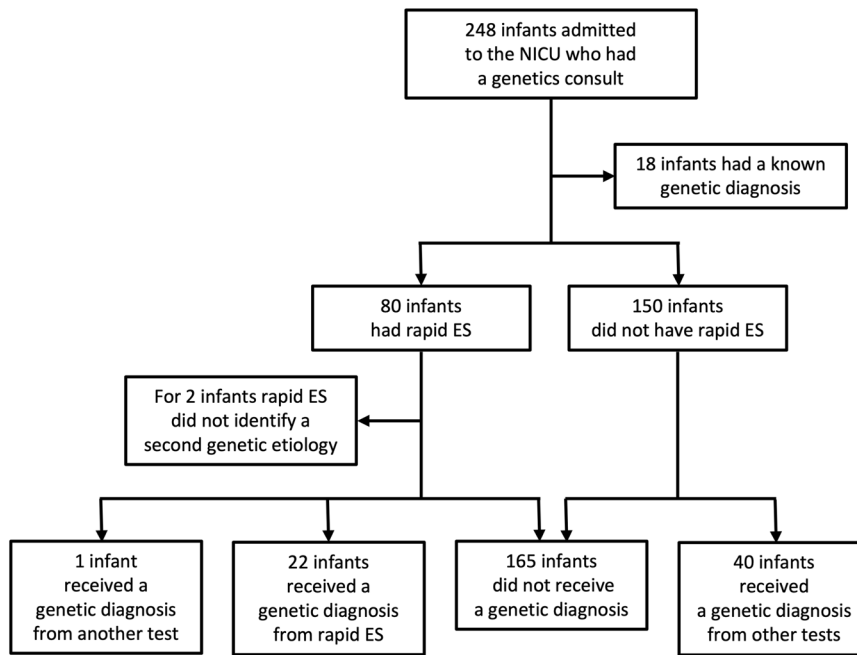 248 infants admitted
to the NICU who had
a genetics consult
18 infants had a known
genetic diagnosis
80 infants
had rapid ES
150 infants
did not have rapid ES
For 2 infants rapid ES
did not identify a
second genetic etiology
1 infant
received a
genetic diagnosis
from another test
22 infants
received a
genetic diagnosis
from rapid ES
165 infants
did not receive
a genetic diagnosis
40 infants
received
a genetic diagnosis
from other tests